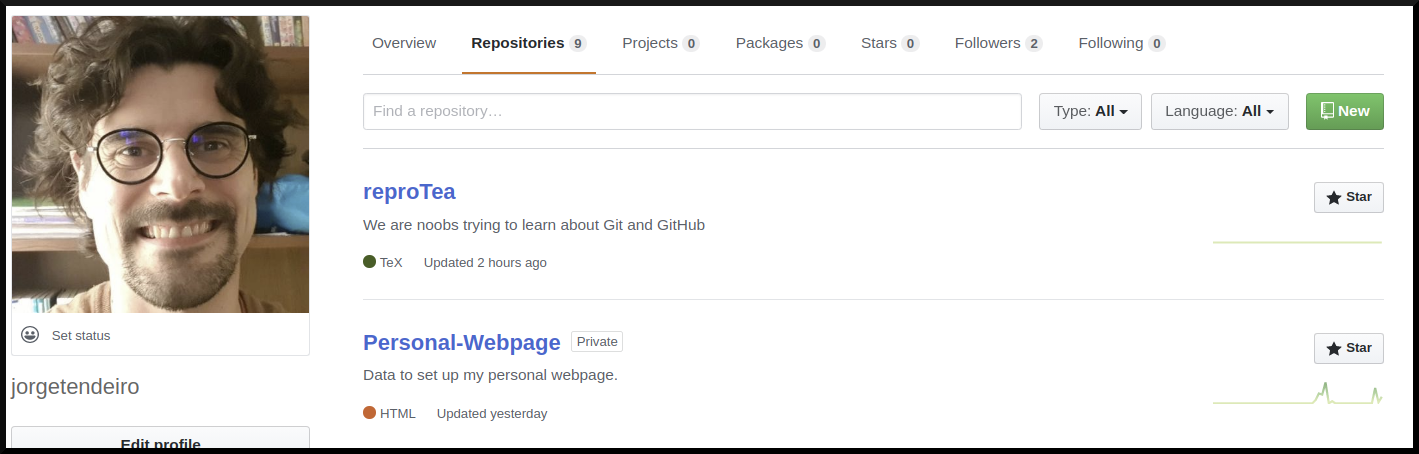 Overview Repositories 9 Projects 0 Packages 0 Stars 0 Followers 2 Following 0
Find a repository… Type: All Language: All New
reproTea Star
We are noobs trying to learn about Git and GitHub
TeX Updated 2 hours ago
Set status
Personal-Webpage Private Star
Data to set up my personal webpage.
jorgetendeiro
HTML Updated yesterday
Edit profile